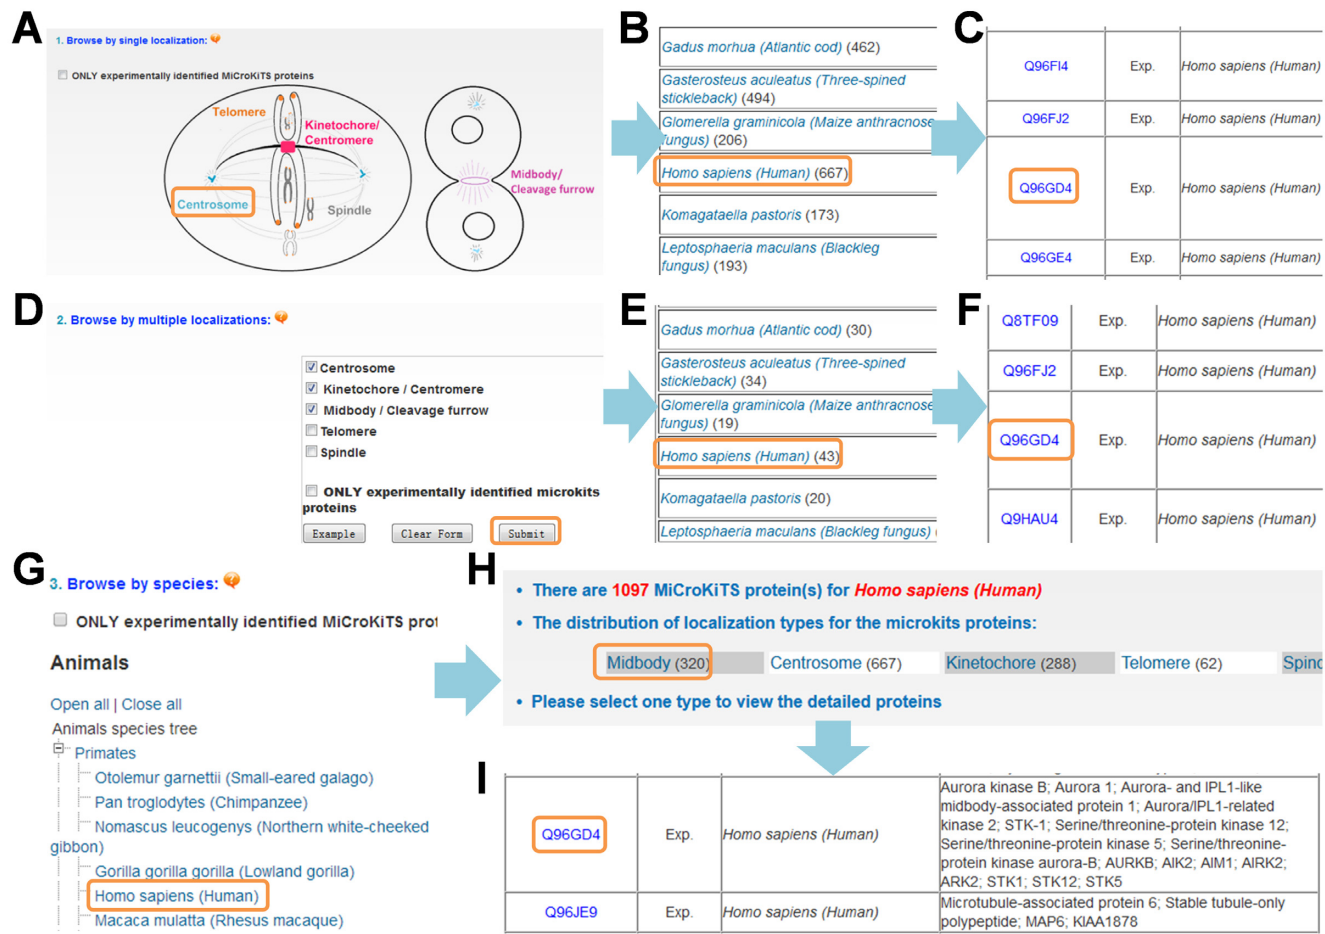 A
1. Browse by single localization:
ONLY experimentally identified MiCroKiTS proteins
Telomere
Kinetochore/
Centromere
Centrosome
Spindle
Midbody/
Cleavage furrow
B
Gadus morhua (Atlantic cod) (462)
Gasterosteus aculeatus (Three-spined
stickleback) (494)
Glomerella graminicola (Maize anthracnose
fungus) (206)
Homo sapiens (Human) (667)
Komagataella pastoris (173)
Leptosphaeria maculans (Blackleg
fungus) (193)
C
Q96FI4 Exp. Homo sapiens (Human)
Q96FJ2 Exp. Homo sapiens (Human)
Q96GD4 Exp. Homo sapiens (Human)
Q96GE4 Exp. Homo sapiens (Human)
D
2. Browse by multiple localizations:
Centrosome
Kinetochore / Centromere
Midbody / Cleavage furrow
Telomere
Spindle
ONLY experimentally identified microkits
proteins
Example Clear Form Submit
E
Gadus morhua (Atlantic cod) (30)
Gasterosteus aculeatus (Three-spined
stickleback) (34)
Glomerella graminicola (Maize anthracnose
fungus) (19)
Homo sapiens (Human) (43)
Komagataella pastoris (20)
Leptosphaeria maculans (Blackleg fungus) (
F
Q8TF09 Exp. Homo sapiens (Human)
Q96FJ2 Exp. Homo sapiens (Human)
Q96GD4 Exp. Homo sapiens (Human)
Q9HAU4 Exp. Homo sapiens (Human)
G
3. Browse by species:
ONLY experimentally identified MiCroKiTS prot
Animals
Open all | Close all
Animals species tree
Primates
Otolemur garnettii (Small-eared galago)
Pan troglodytes (Chimpanzee)
Nomascus leucogenys (Northern white-cheeked
gibbon)
Gorilla gorilla gorilla (Lowland gorilla)
Homo sapiens (Human)
Macaca mulatta (Rhesus macaque)
H
• There are 1097 MiCroKiTS protein(s) for Homo sapiens (Human)
• The distribution of localization types for the microkits proteins:
Midbody (320) Centrosome (667) Kinetochore (288) Telomere (62) Spind
• Please select one type to view the detailed proteins
I
Q96GD4 Exp. Homo sapiens (Human)
Aurora kinase B; Aurora 1; Aurora- and IPL1-like
midbody-associated protein 1; Aurora/IPL1-related
kinase 2; STK-1; Serine/threonine-protein kinase 12;
Serine/threonine-protein kinase 5; Serine/threonine-
protein kinase aurora-B; AURKB; AIK2; AIM1; AIRK2;
ARK2; STK1; STK12; STK5
Q96JE9 Exp. Homo sapiens (Human)
Microtubule-associated protein 6; Stable tubule-only
polypeptide; MAP6; KIAA1878